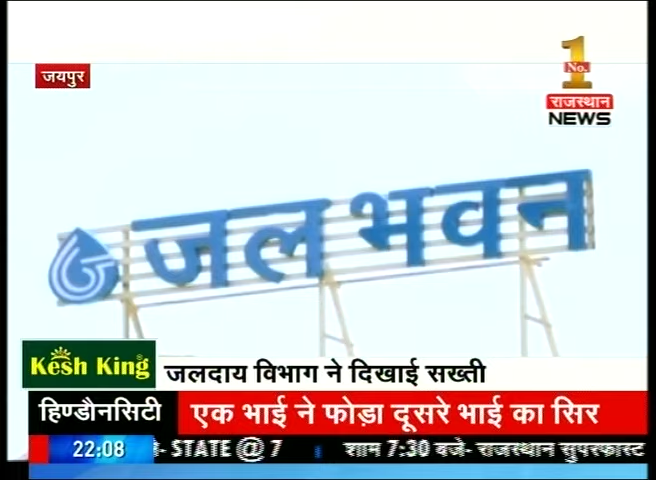 जयपुर
No. 1
राजस्थान
NEWS
जल भवन
Kesh King®
जलदाय विभाग ने दिखाई सख्ती
हिण्डौनसिटी
एक भाई ने फोड़ा दूसरे भाई का सिर
22:08
- STATE @ 7 शाम 7:30 बजे- राजस्थान सुपरफास्ट